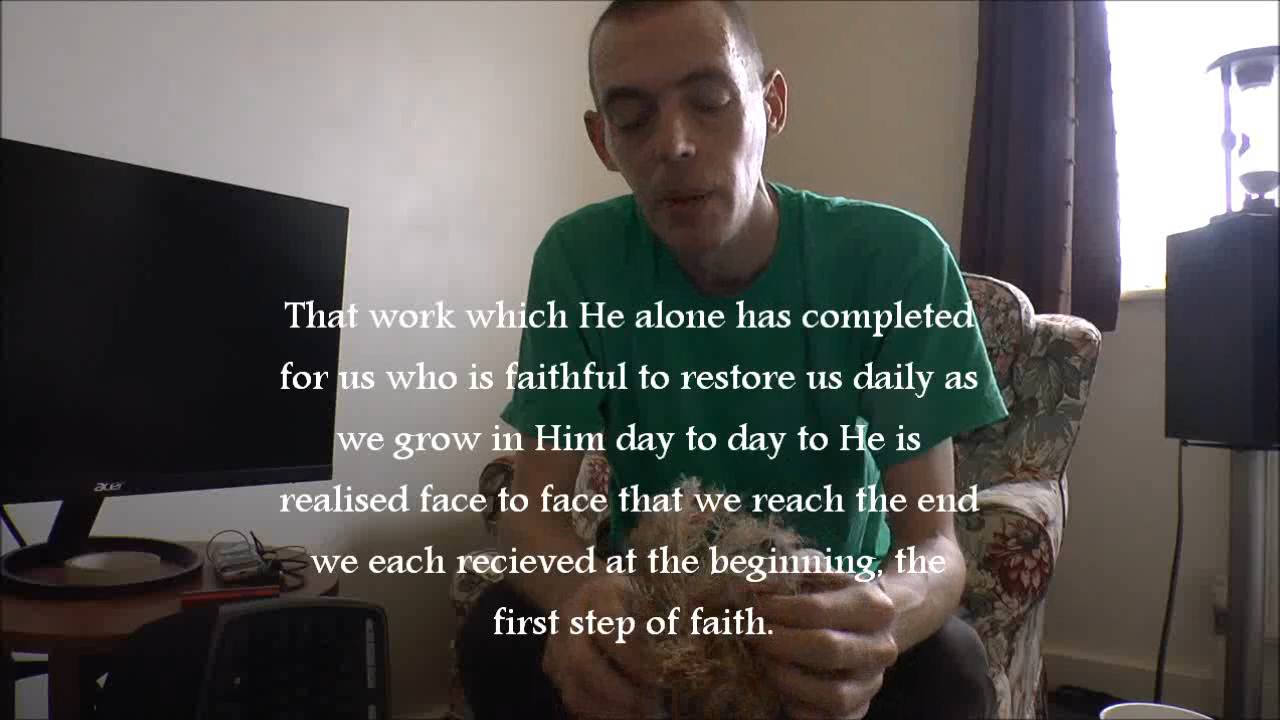 acer
That work which He alone has completed
for us who is faithful to restore us daily as
we grow in Him day to day to He is
realised face to face that we reach the end
we each recieved at the beginning, the
first step of faith.